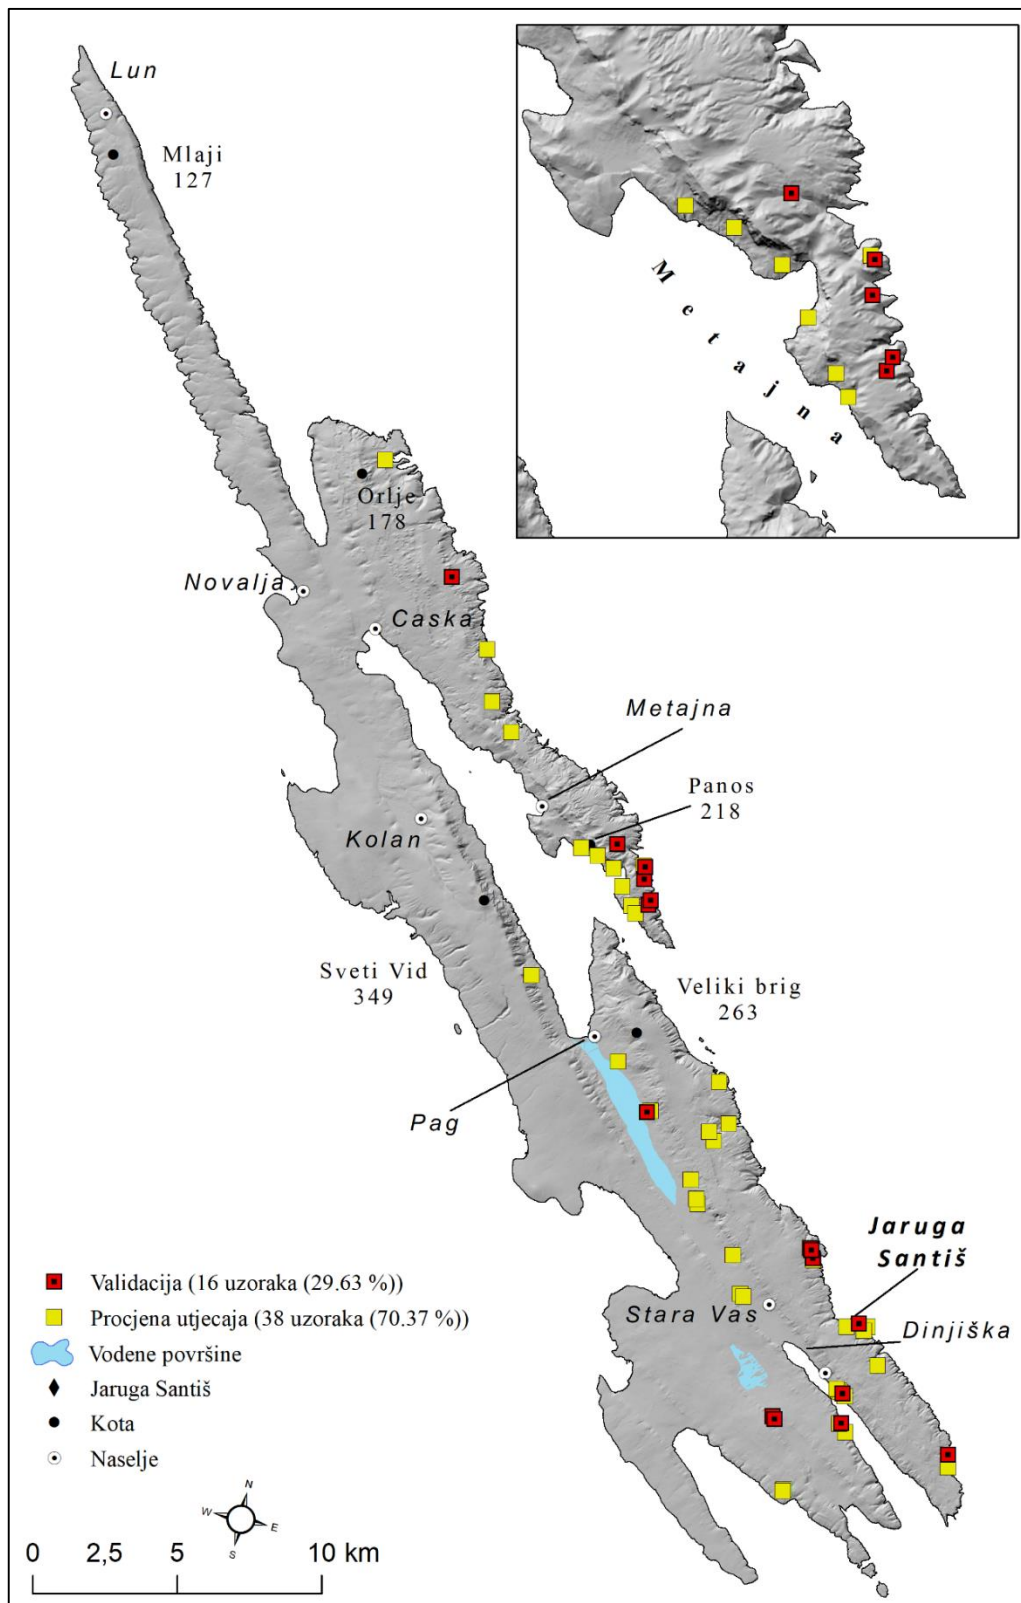 Lun
Mlaji
127
Metajna
Orlje
178
Novalja
Caska
Metajna
Panos
218
Kolan
Sveti Vid
349
Veliki brig
263
Pag
Jaruga
Santiš
Stara Vas
Dinjiška
Validacija (16 uzoraka (29.63 %))
Procjena utjecaja (38 uzoraka (70.37 %))
Vodene površine
Jaruga Santiš
Kota
Naselje
N
W
E
S
0 2,5 5 10 km